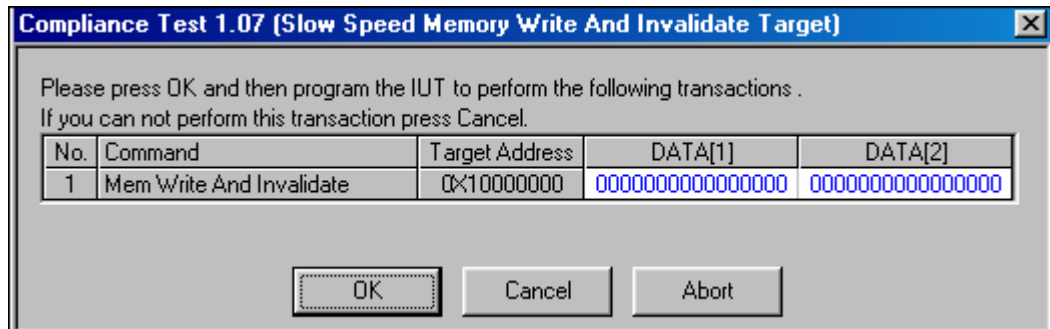 Compliance Test 1.07 (Slow Speed Memory Write And Invalidate Target)
Please press OK and then program the IUT to perform the following transactions .
If you can not perform this transaction press Cancel.
No. Command Target Address DATA[1] DATA[2]
1 Mem Write And Invalidate 0X10000000 0000000000000000 0000000000000000
OK Cancel Abort